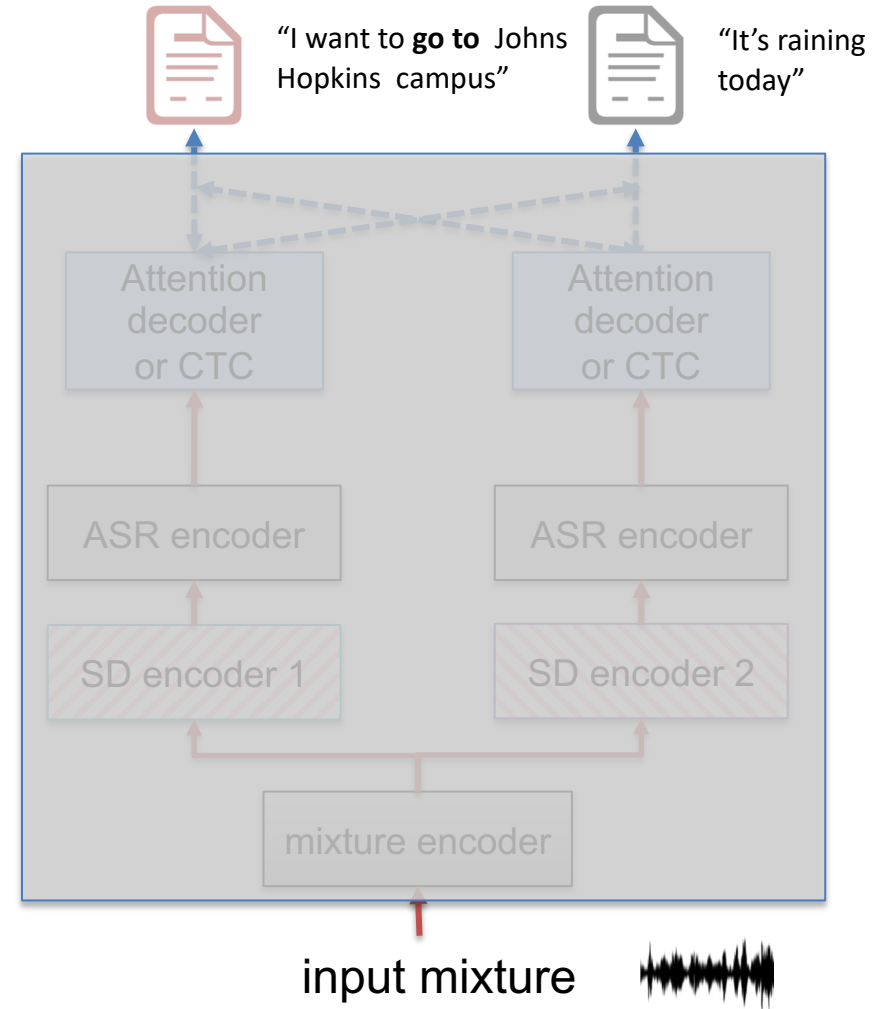 “I want to go to Johns
Hopkins campus”
“It’s raining
today”
Attention
decoder
or CTC
Attention
decoder
or CTC
ASR encoder
ASR encoder
SD encoder 1
SD encoder 2
mixture encoder
input mixture